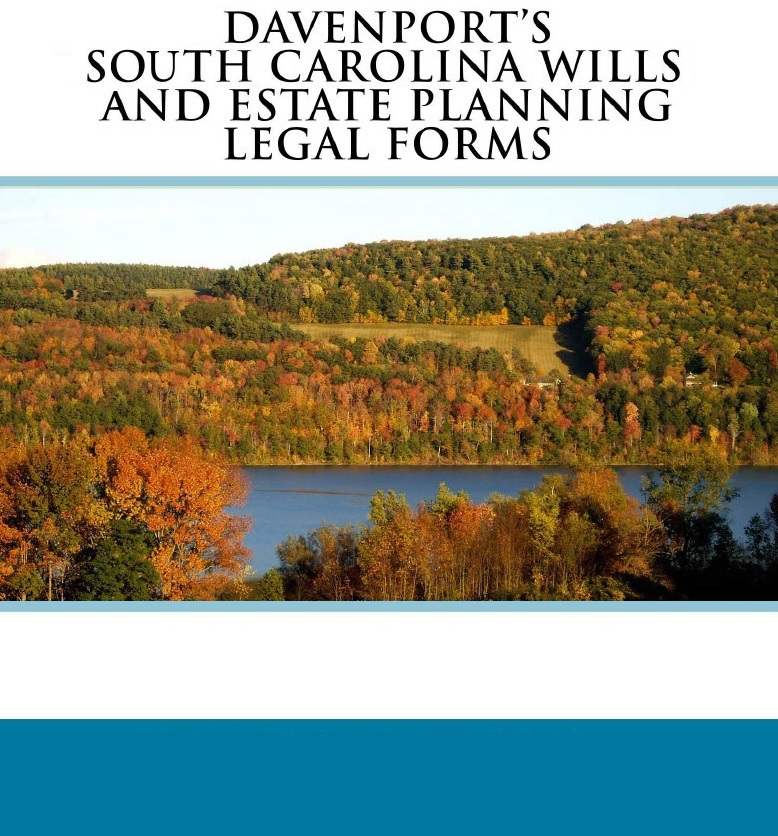 DAVENPORT’S
SOUTH CAROLINA WILLS
AND ESTATE PLANNING
LEGAL FORMS